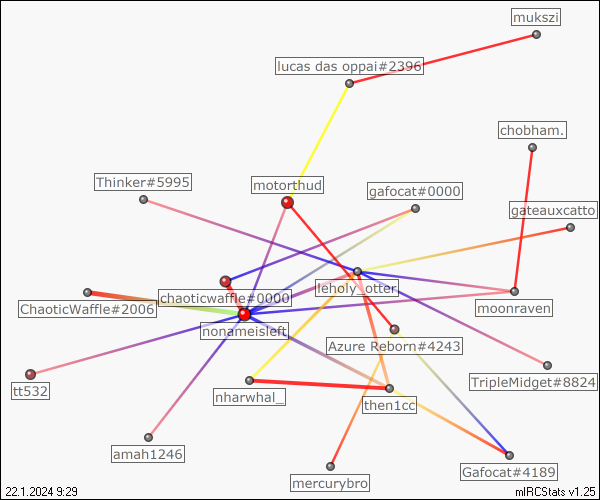 mukszi
lucas das oppai#2396
chobham.
Thinker#5995
motorthud
gafocat#0000
gateauxcatto
chaoticwaffle#0000
leholy_otter
ChaoticWaffle#2006
moonraven
nonameisleft
Azure Reborn#4243
tt532
nharwhal_
TripleMidget#8824
then1cc
amah1246
Gafocat#4189
mercurybro
22.1.2024 9:29
mIRCStats v1.25